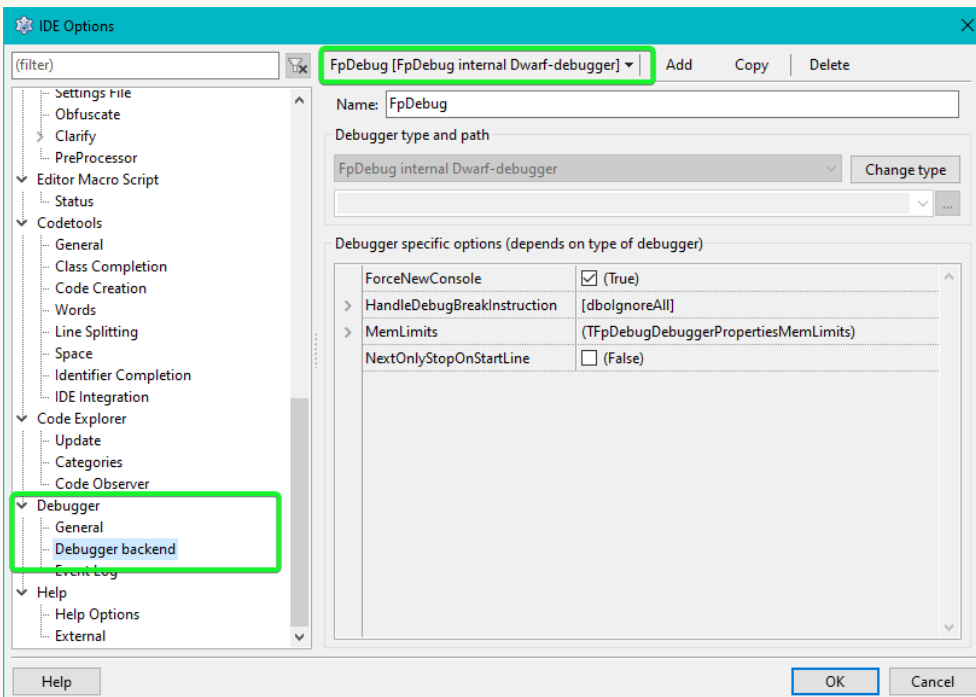 IDE Options
(filter)
Settings File
Obfuscate
Clarify
PreProcessor
Editor Macro Script
Status
Codetools
General
Class Completion
Code Creation
Words
Line Splitting
Space
Identifier Completion
IDE Integration
Code Explorer
Update
Categories
Code Observer
Debugger
General
Debugger backend
Event Log
Help
Help Options
External
FpDebug [FpDebug internal Dwarf-debugger] Add Copy Delete
Name: FpDebug
Debugger type and path
FpDebug internal Dwarf-debugger Change type
...
Debugger specific options (depends on type of debugger)
ForceNewConsole (True)
HandleDebugBreakInstruction [dboIgnoreAll]
MemLimits (TFpDebugDebuggerPropertiesMemLimits)
NextOnlyStopOnStartLine (False)
Help OK Cancel